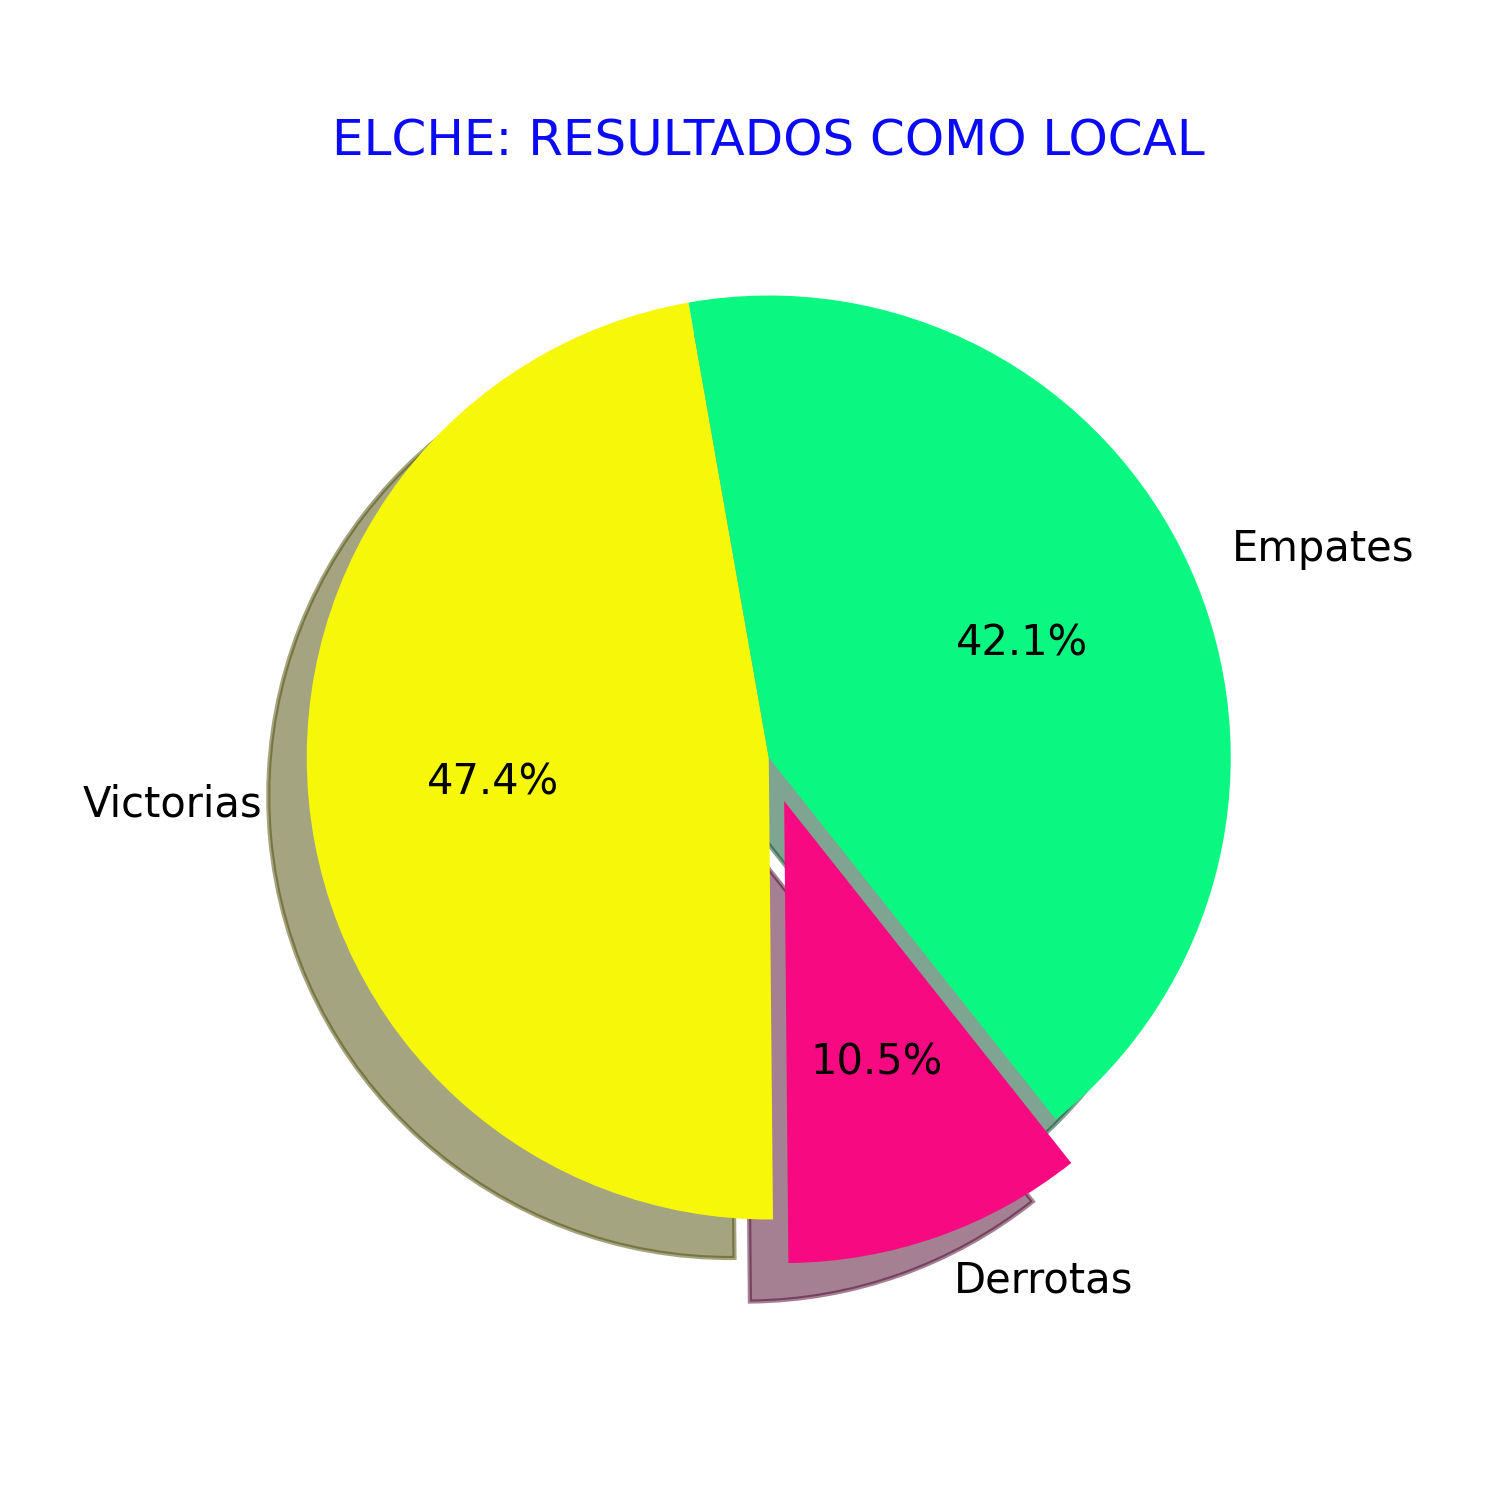 ELCHE: RESULTADOS COMO LOCAL
Empates
42.1%
47.4%
Victorias
10.5%
Derrotas